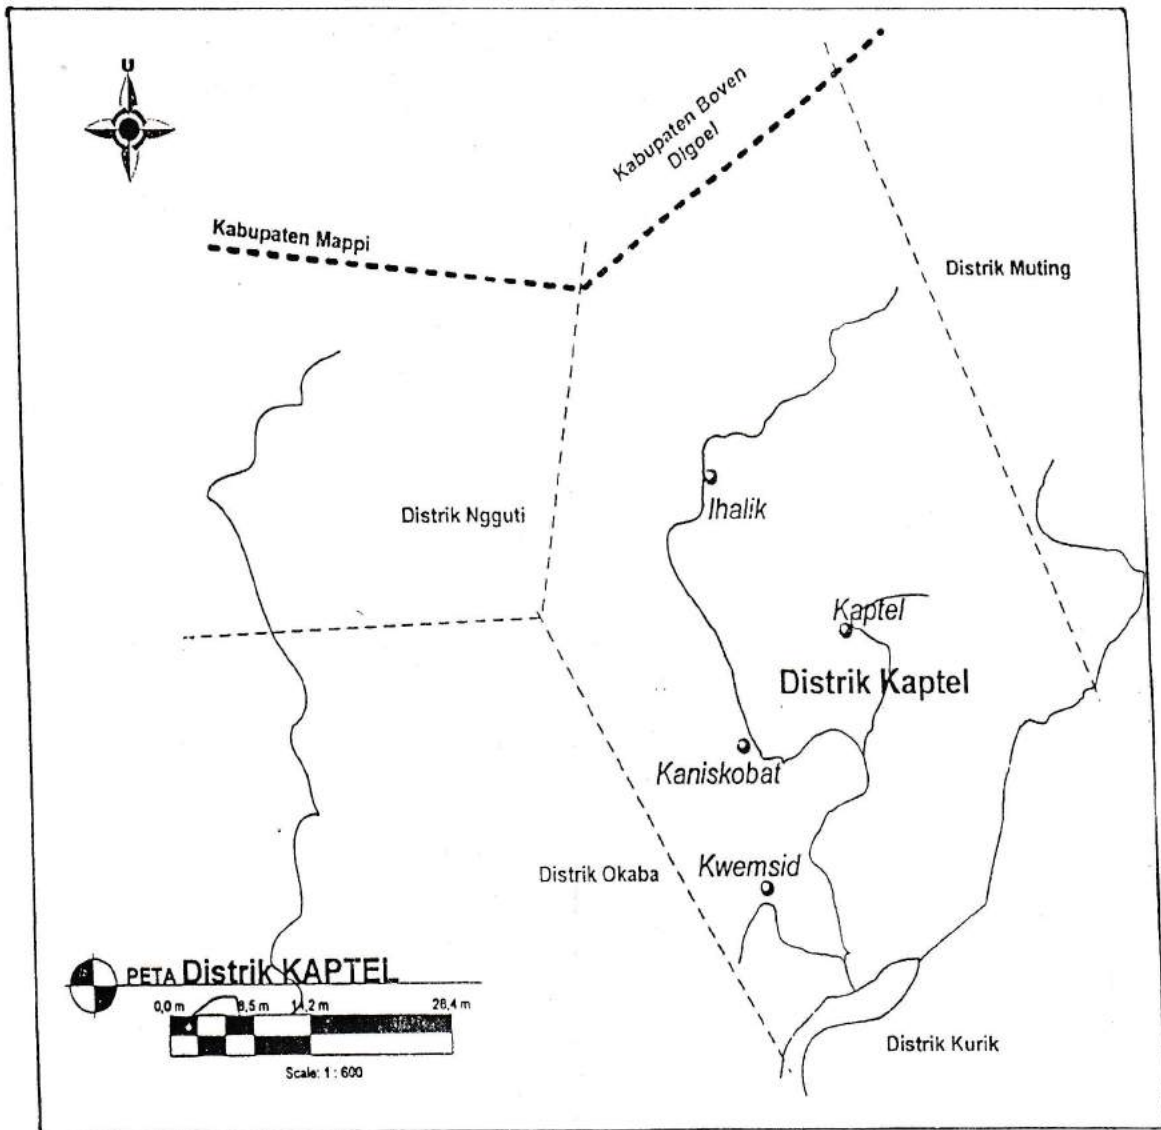 U
Kabupaten Boven
Digoel
Kabupaten Mappi
Distrik Muting
Ihalik
Distrik Ngguti
Kaptel
Distrik Kaptel
Kaniskobat
Distrik Okaba
Kwemsid
PETA Distrik KAPTEL
0,0 m 8,5 m 14,2 m 28,4 m
Scale: 1 : 600
Distrik Kurik